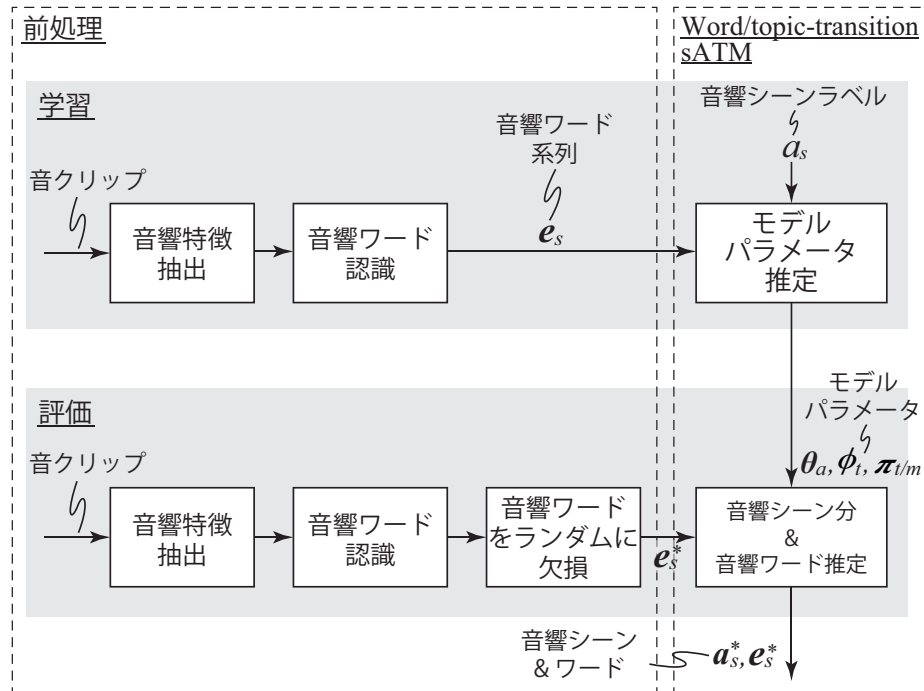 前処理
Word/topic-transition
sATM
学習
音響シーンラベル
a_s
音響ワード
系列
e_s
音クリップ
音響特徴
抽出
音響ワード
認識
モデル
パラメータ
推定
評価
モデル
パラメータ
θ_a, ϕ_t, π_{t/m}
音クリップ
音響特徴
抽出
音響ワード
認識
音響ワード
をランダムに
欠損
e_s^*
音響シーン分
&
音響ワード推定
音響シーン
& ワード
a_s^*, e_s^*